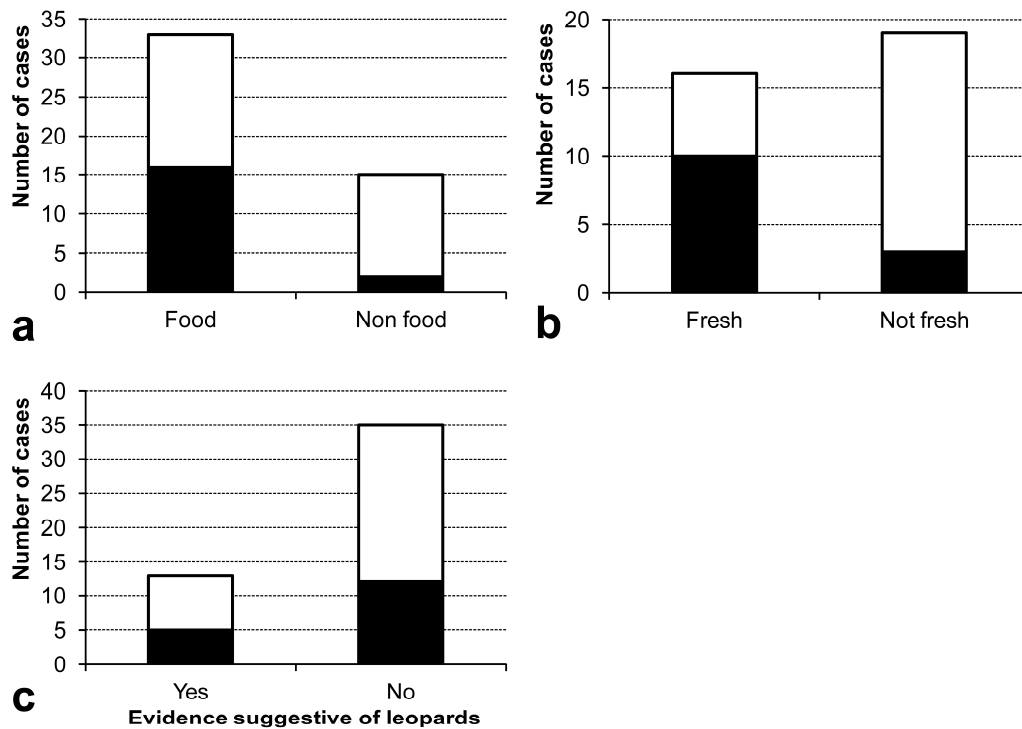 Number of cases
35
30
25
20
15
10
5
0
Food Non food
a
Number of cases
20
15
10
5
0
Fresh Not fresh
b
Number of cases
40
35
30
25
20
15
10
5
0
Yes No
Evidence suggestive of leopards
c